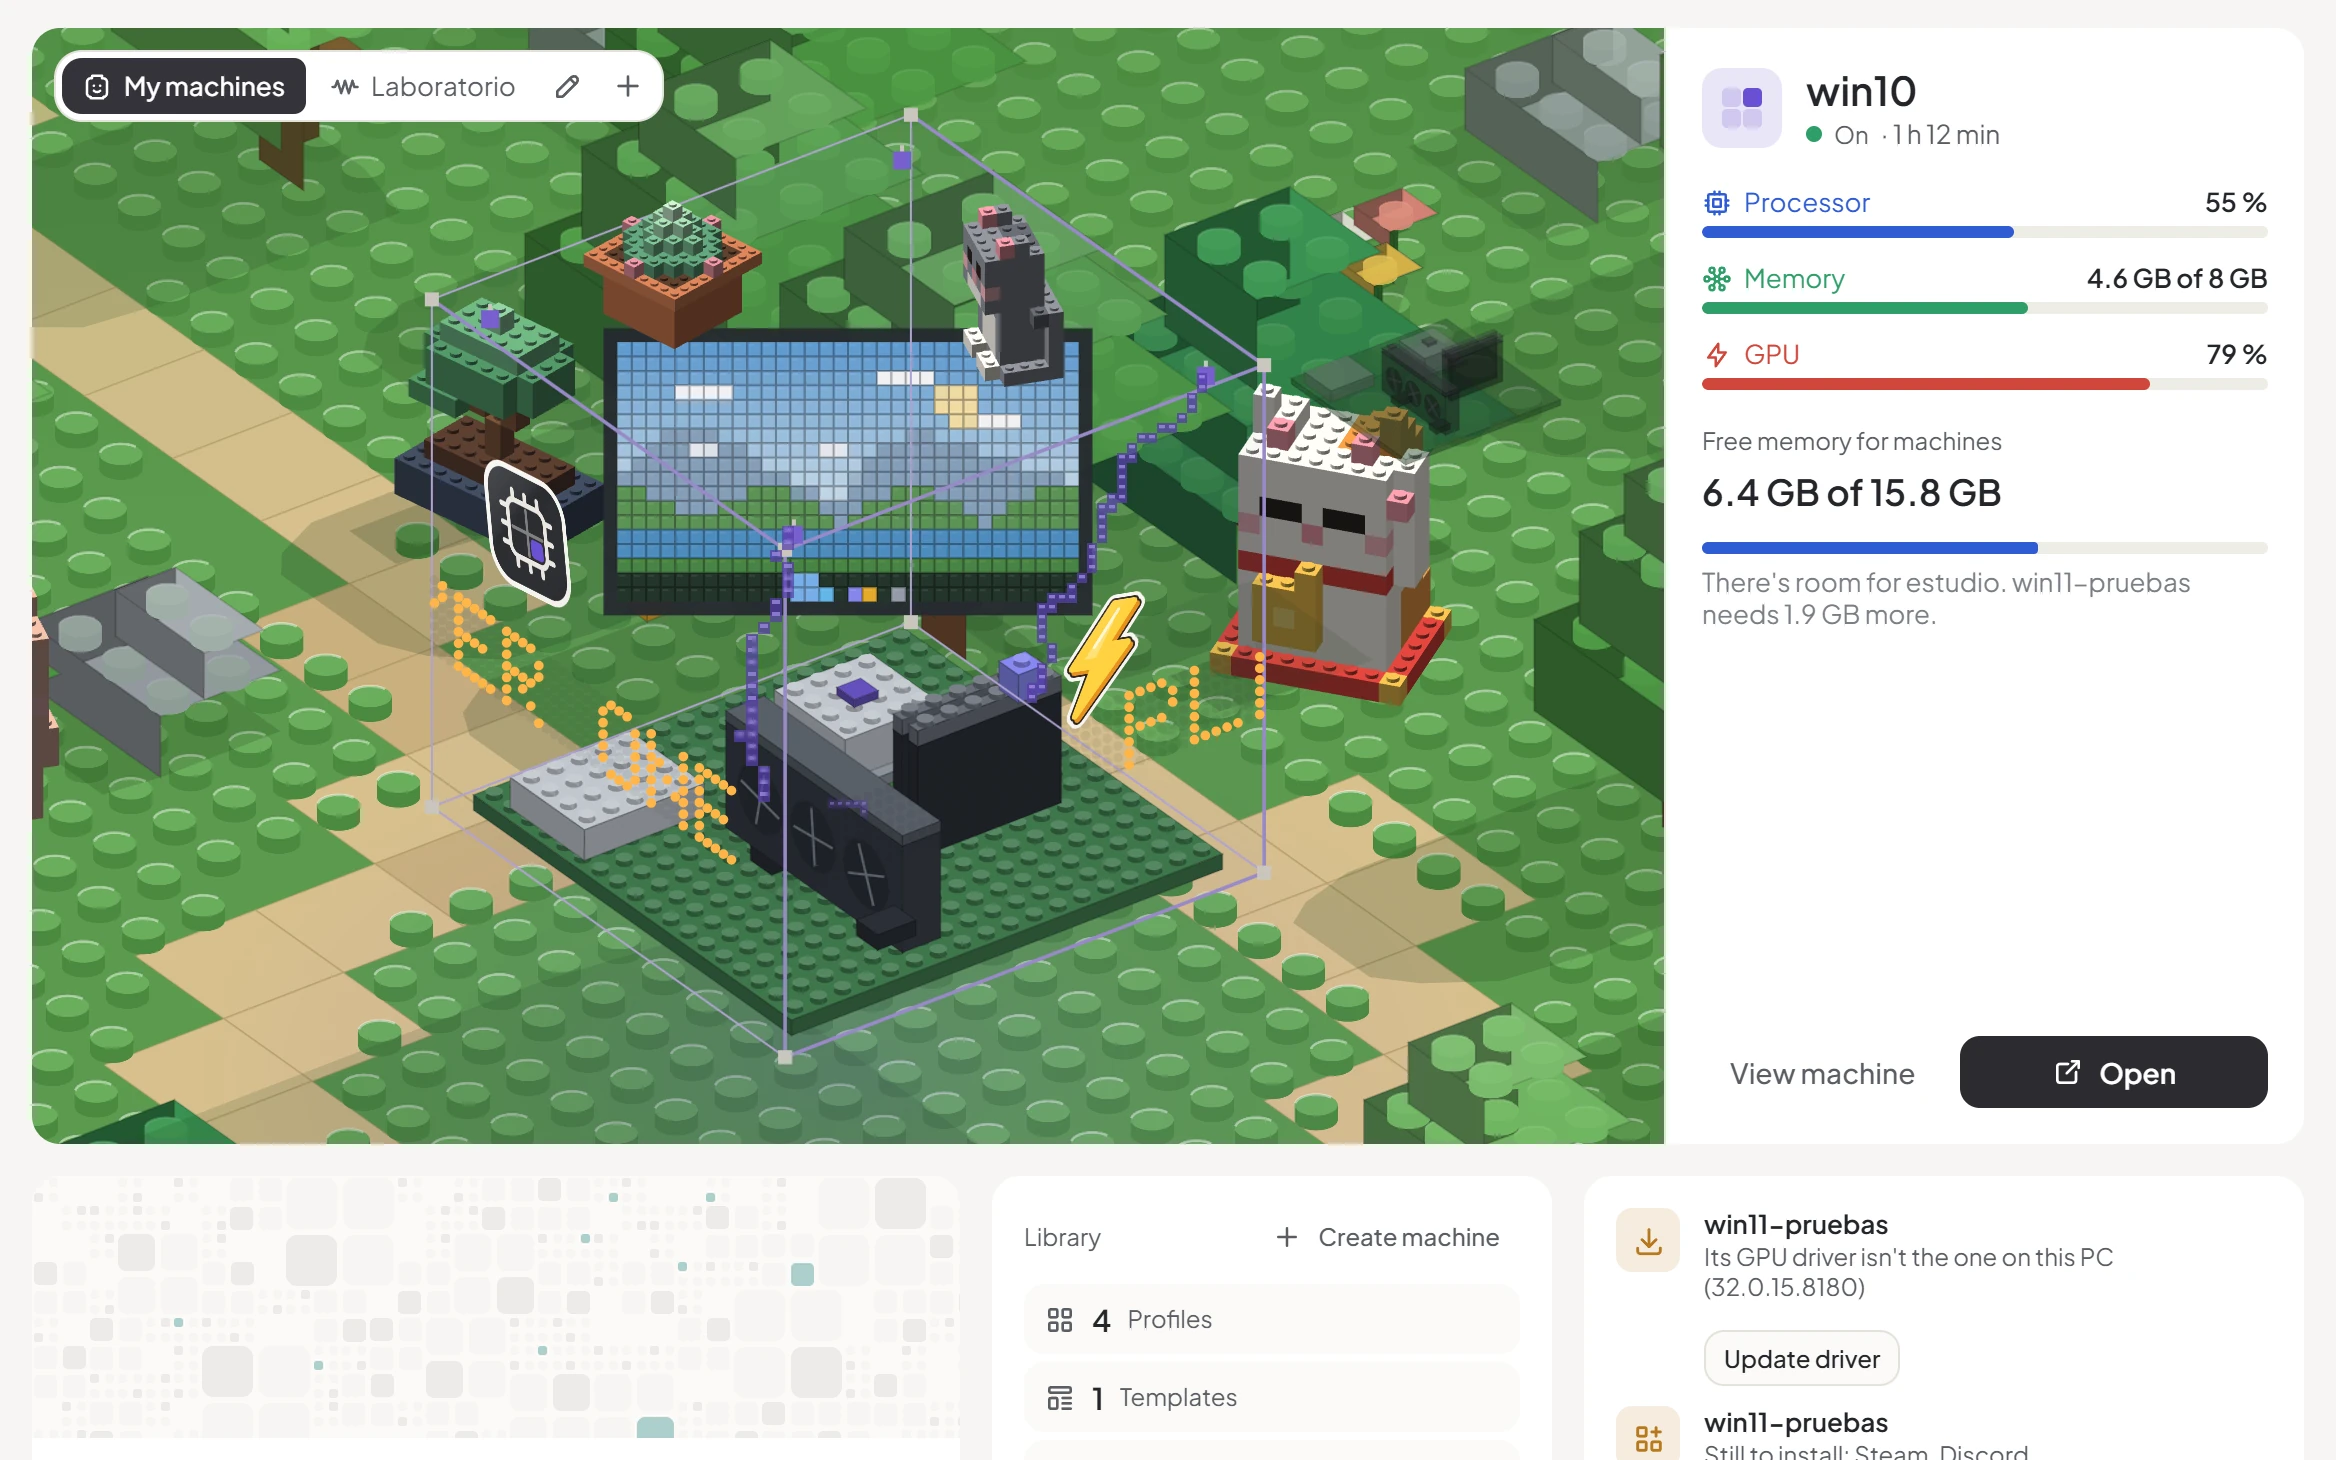 My machines
Laboratorio
win10
On · 1 h 12 min
Processor
55 %
Memory
4.6 GB of 8 GB
GPU
79 %
Free memory for machines
6.4 GB of 15.8 GB
There's room for estudio. win11-pruebas
needs 1.9 GB more.
View machine
Open
Library
Create machine
4 Profiles
1 Templates
win11-pruebas
Its GPU driver isn't the one on this PC
(32.0.15.8180)
Update driver
win11-pruebas
Still to install: Steam, Discord